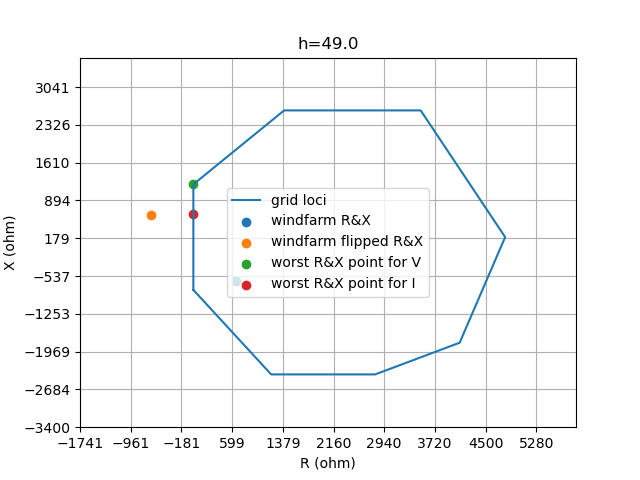 h=49.0
3041
2326
1610
894
179
−537
−1253
−1969
−2684
−3400
X (ohm)
grid loci
windfarm R&X
windfarm flipped R&X
worst R&X point for V
worst R&X point for I
−1741 −961 −181 599 1379 2160 2940 3720 4500 5280
R (ohm)